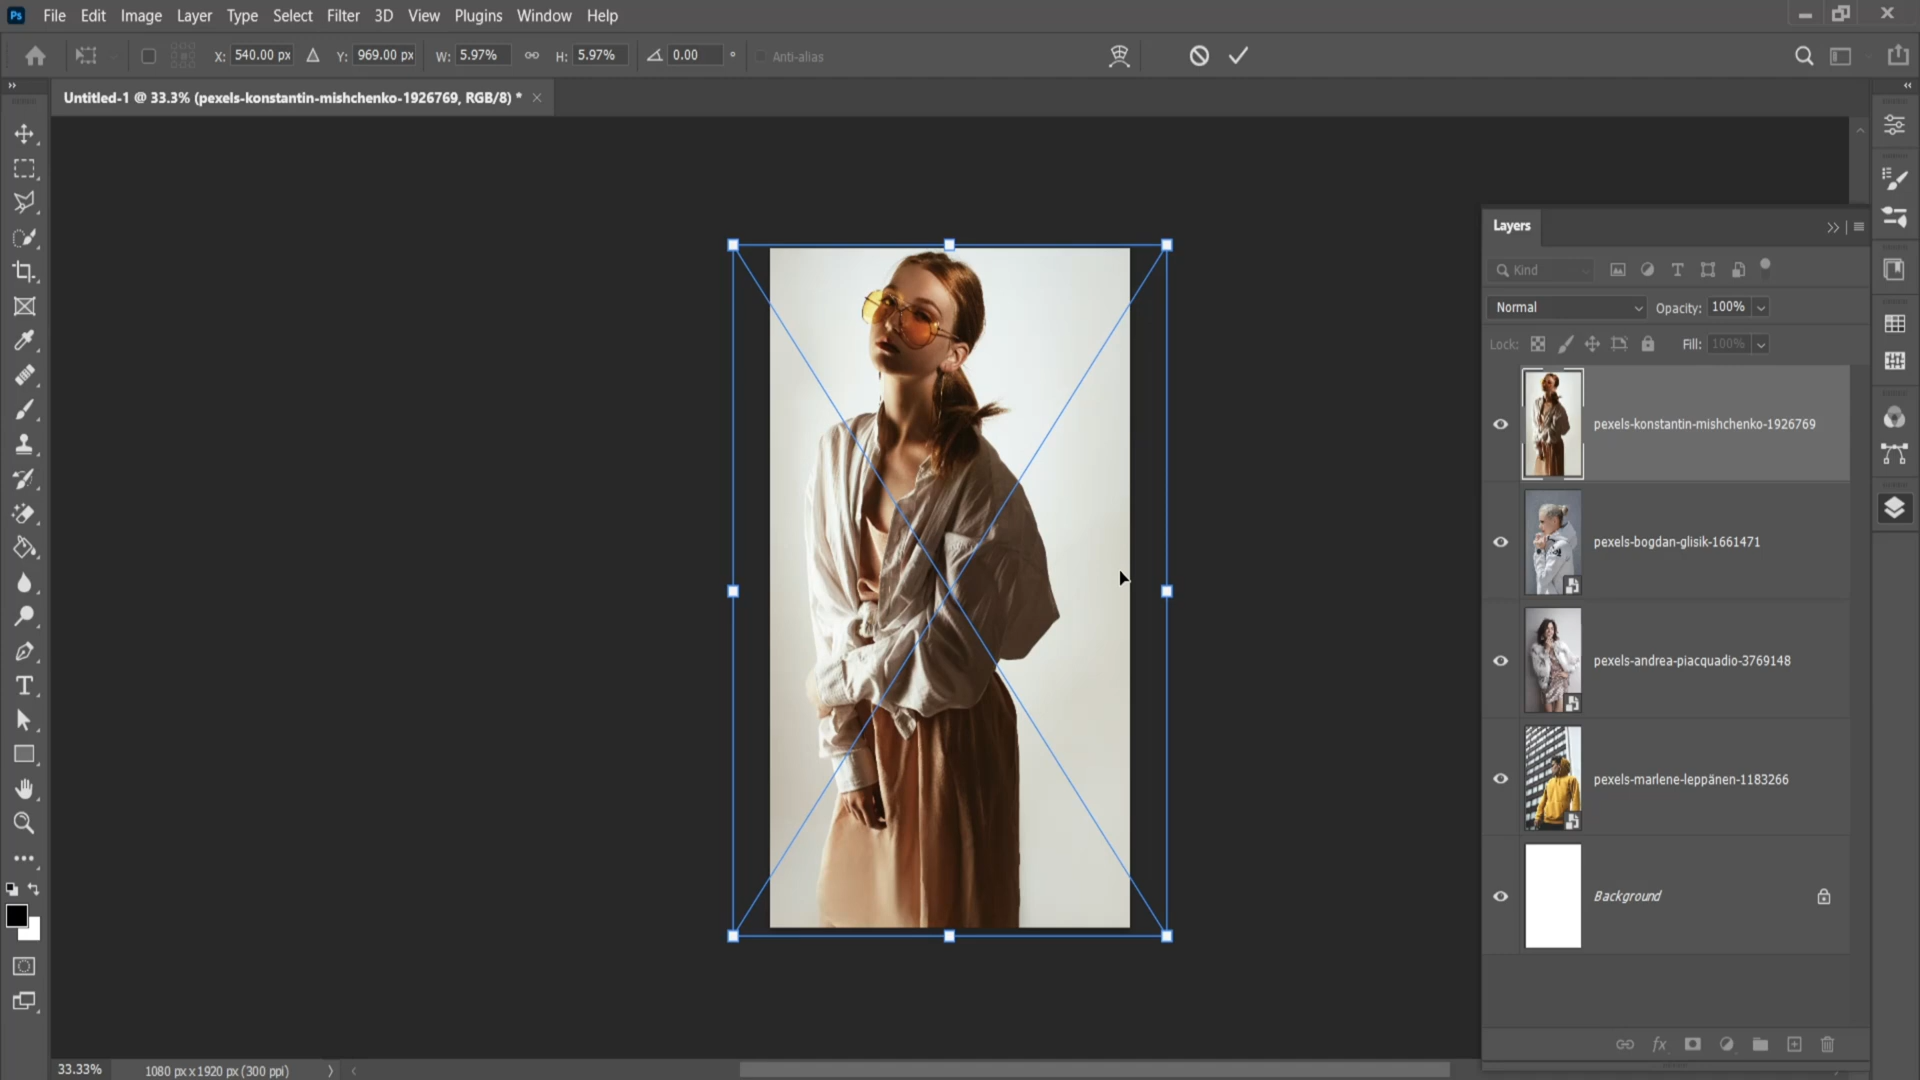 Ps File Edit Image Layer Type Select Filter 3D View Plugins Window Help
X: 540.00 px Y: 969.00 px W: 5.97% H: 5.97% 0.00 ° Anti-alias
Untitled-1 @ 33.3% (pexels-konstantin-mishchenko-1926769, RGB/8) * ×
Layers
Kind
Normal Opacity: 100%
Lock: Fill: 100%
pexels-konstantin-mishchenko-1926769
pexels-bogdan-glisik-1661471
pexels-andrea-piacquadio-3769148
pexels-marlene-leppänen-1183266
Background
fx
33.33% 1080 px x 1920 px (300 ppi)